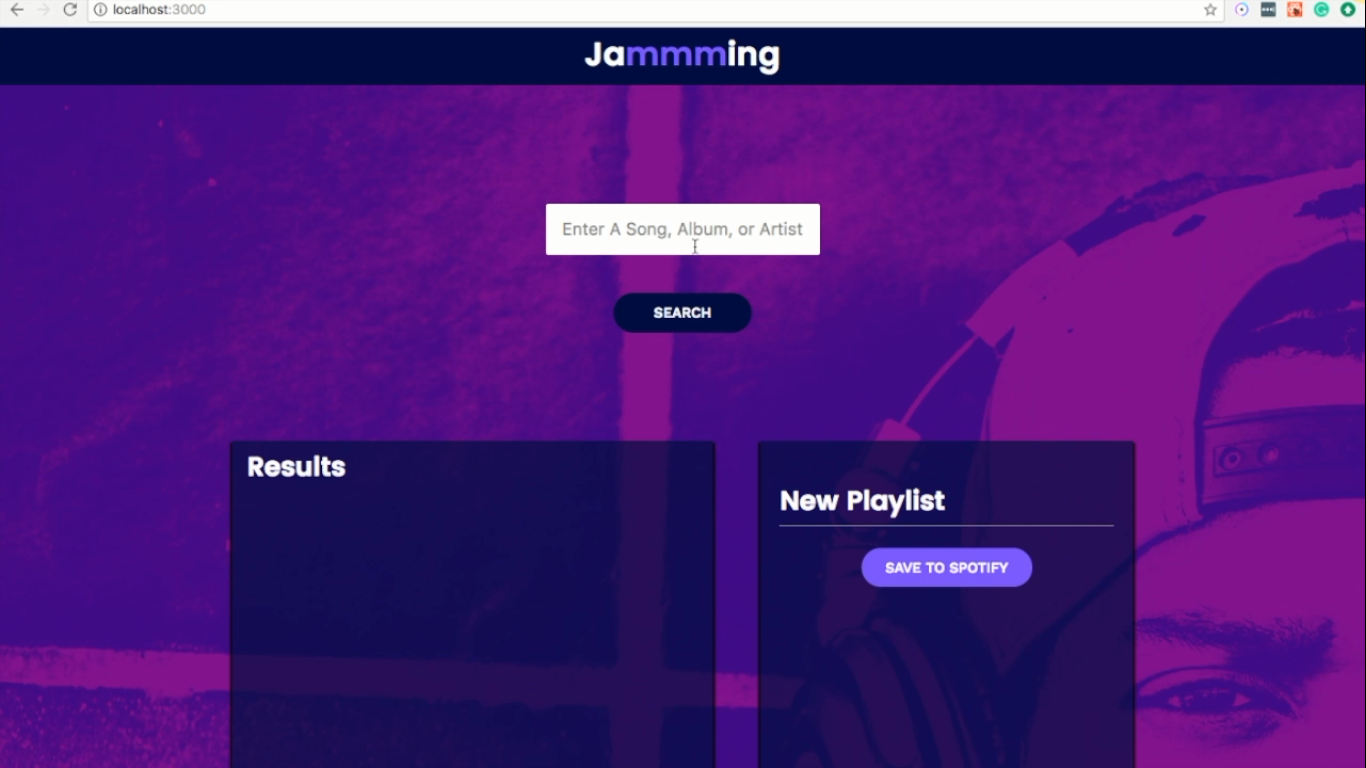 localhost:3000
Jammming
Enter A Song, Album, or Artist
SEARCH
Results
New Playlist
SAVE TO SPOTIFY